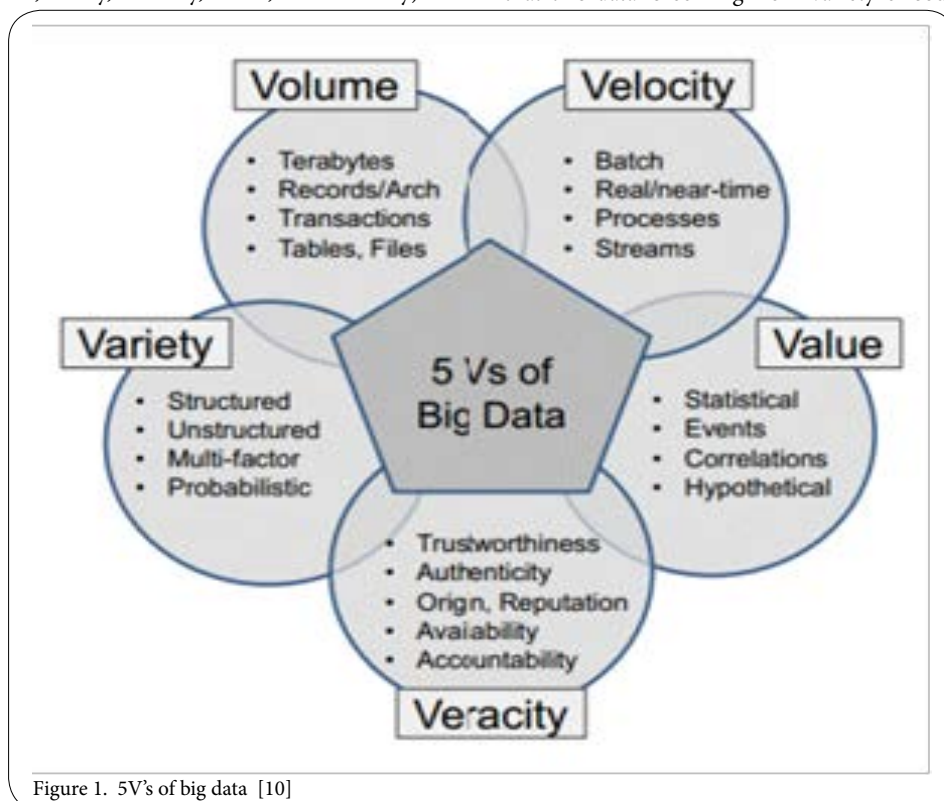 Volume
• Terabytes
• Records/Arch
• Transactions
• Tables, Files
Velocity
• Batch
• Real/near-time
• Processes
• Streams
Variety
• Structured
• Unstructured
• Multi-factor
• Probabilistic
5 Vs of
Big Data
Value
• Statistical
• Events
• Correlations
• Hypothetical
• Trustworthiness
• Authenticity
• Origin, Reputation
• Availability
• Accountability
Veracity
Figure 1. 5V's of big data [10]